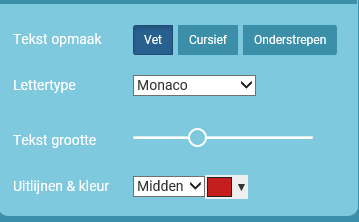 Tekst opmaak Vet Cursief Onderstrepen
Lettertype Monaco
Tekst grootte
Uitlijnen & kleur Midden